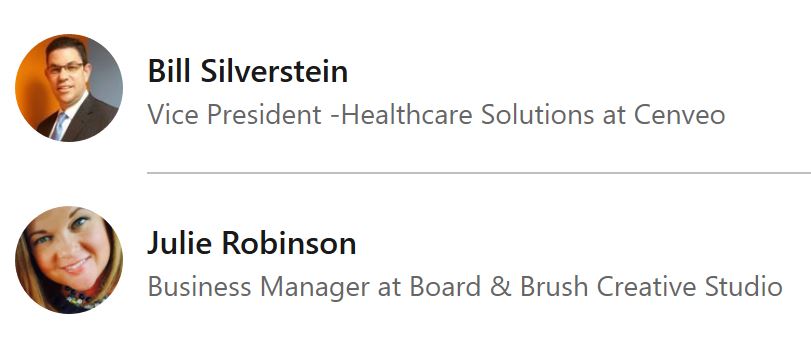 Bill Silverstein
Vice President -Healthcare Solutions at Cenveo
Julie Robinson
Business Manager at Board & Brush Creative Studio